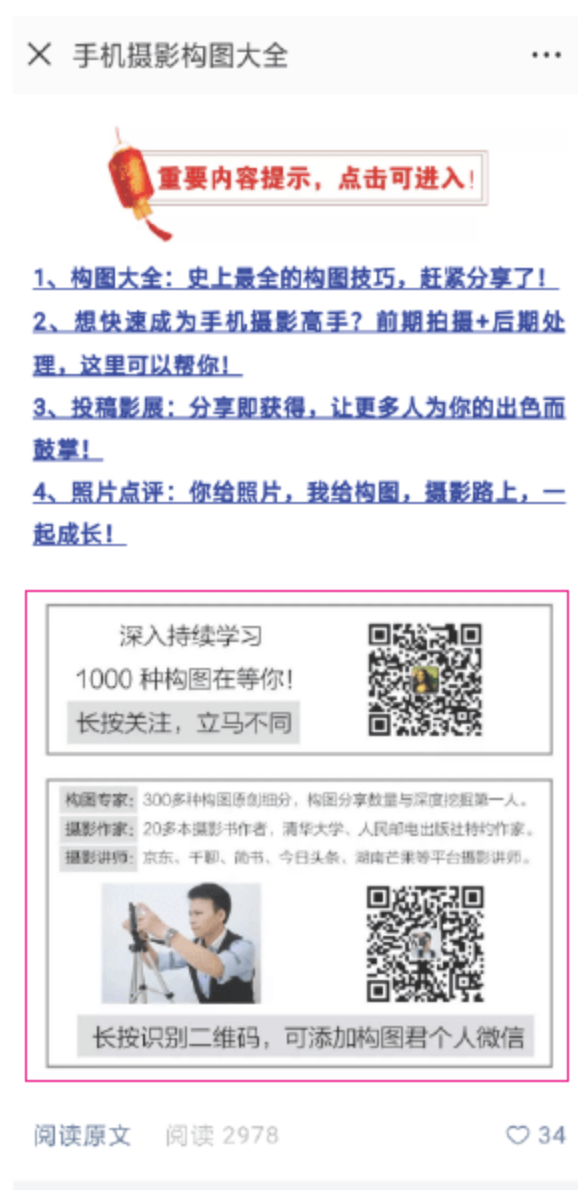 手机摄影构图大全
重要内容提示，点击可进入！
1、构图大全：史上最全的构图技巧，赶紧分享了！
2、想快速成为手机摄影高手？前期拍摄+后期处
理，这里可以帮你！
3、投稿影展：分享即获得，让更多人为你的出色而
鼓掌！
4、照片点评：你给照片，我给构图，摄影路上，一
起成长！
深入持续学习
1000 种构图在等你！
长按关注，立马不同
构图专家：300多种构图原创细分，构图分享数量与深度挖掘第一人。
摄影作家：20多本摄影书作者，清华大学、人民邮电出版社特约作家。
摄影讲师：京东、千聊、简书、今日头条、湖南芒果等平台摄影讲师。
长按识别二维码，可添加构图君个人微信
阅读原文 阅读 2978 34